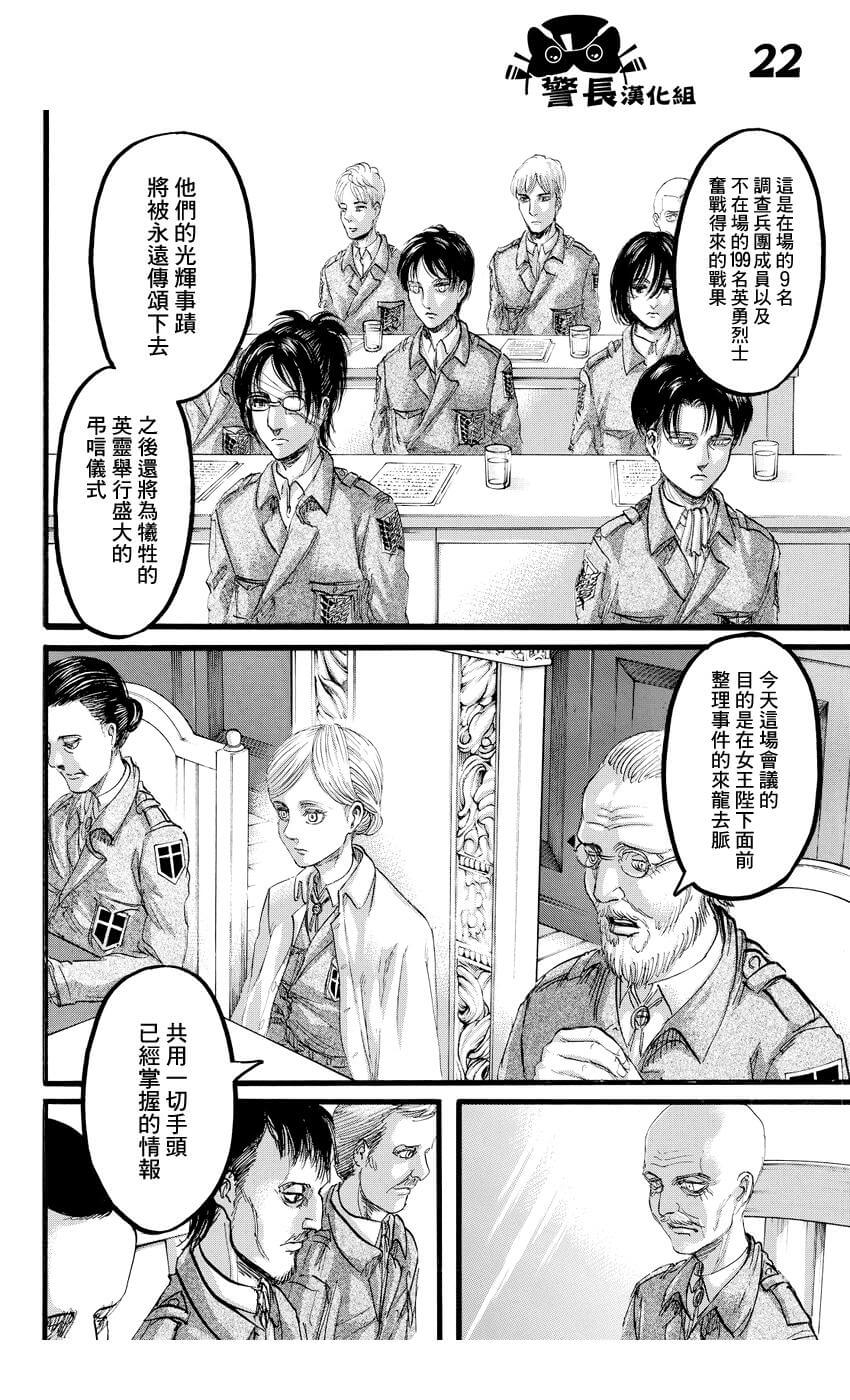 警長漢化組
22
這是在場的9名
調查兵團成員以及
不在場的199名英勇烈士
奮戰得來的戰果
他們的光輝事蹟
將被永遠傳頌下去
之後還將為犧牲的
英靈舉行盛大的
弔唁儀式
今天這場會議的
目的是在女王陛下面前
整理事件的來龍去脈
共用一切手頭
已經掌握的情報